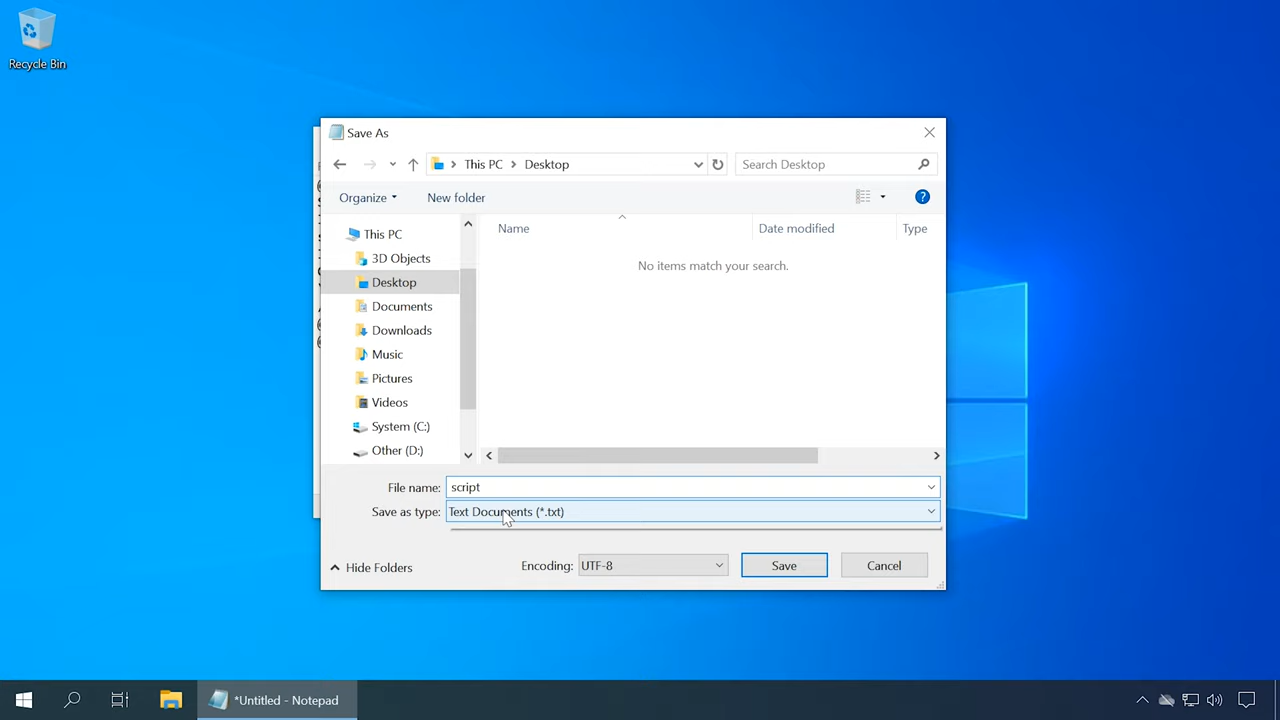 Recycle Bin
Save As
This PC
Desktop
Search Desktop
Organize
New folder
?
This PC
3D Objects
Desktop
Documents
Downloads
Music
Pictures
Videos
System (C:)
Other (D:)
Name
Date modified
Type
No items match your search.
File name: script
Save as type: Text Documents (*.txt)
Hide Folders
Encoding: UTF-8
Save
Cancel
*Untitled - Notepad